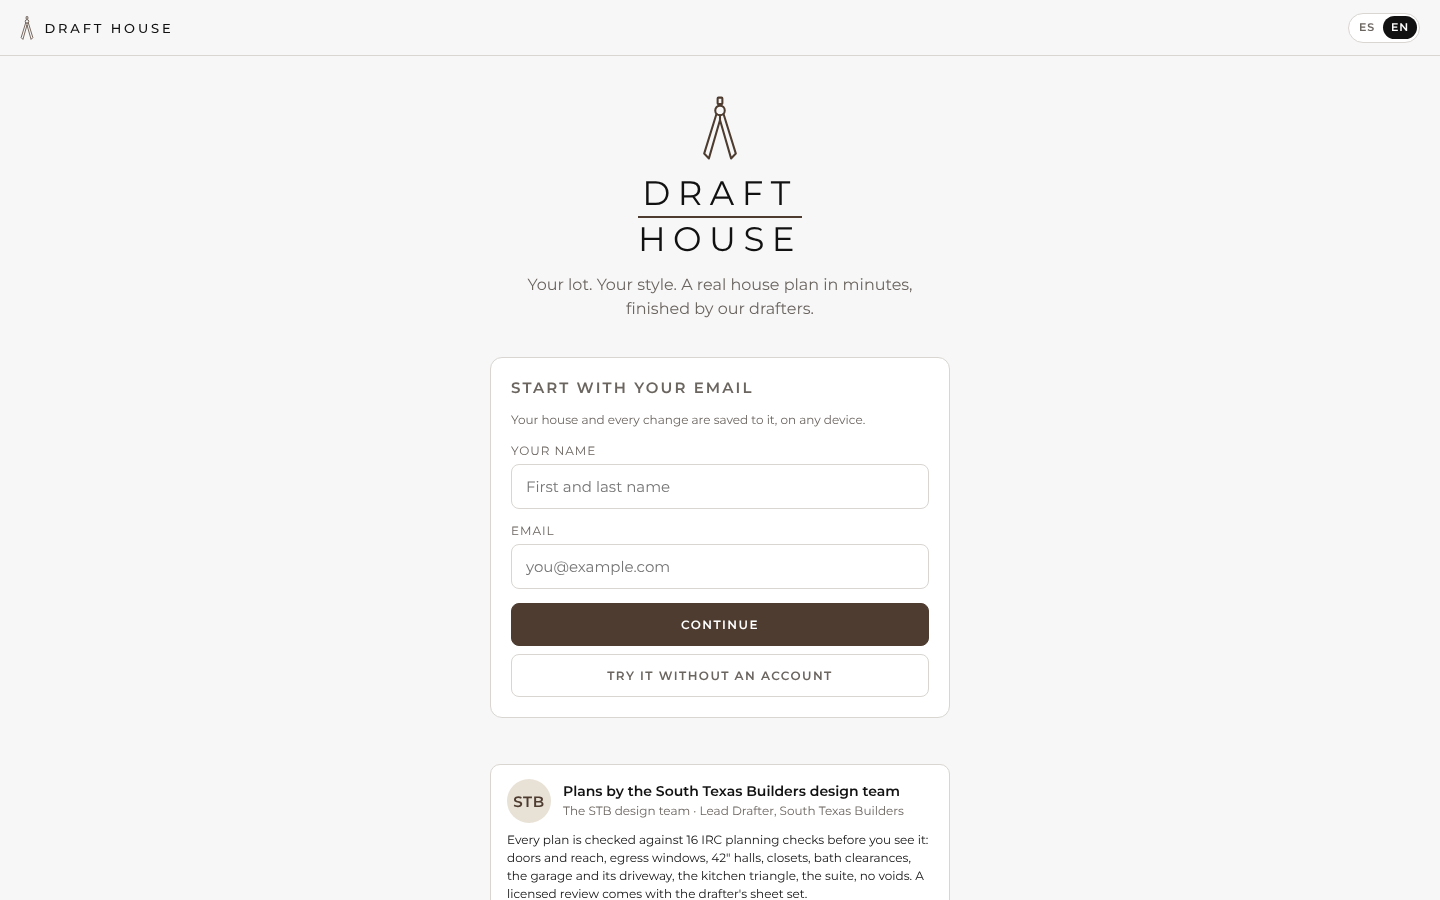 DRAFT HOUSE
ES EN
DRAFT
HOUSE
Your lot. Your style. A real house plan in minutes,
finished by our drafters.
START WITH YOUR EMAIL
Your house and every change are saved to it, on any device.
YOUR NAME
First and last name
EMAIL
you@example.com
CONTINUE
TRY IT WITHOUT AN ACCOUNT
STB
Plans by the South Texas Builders design team
The STB design team · Lead Drafter, South Texas Builders
Every plan is checked against 16 IRC planning checks before you see it:
doors and reach, egress windows, 42" halls, closets, bath clearances,
the garage and its driveway, the kitchen triangle, the suite, no voids. A
licensed review comes with the drafter's sheet set.